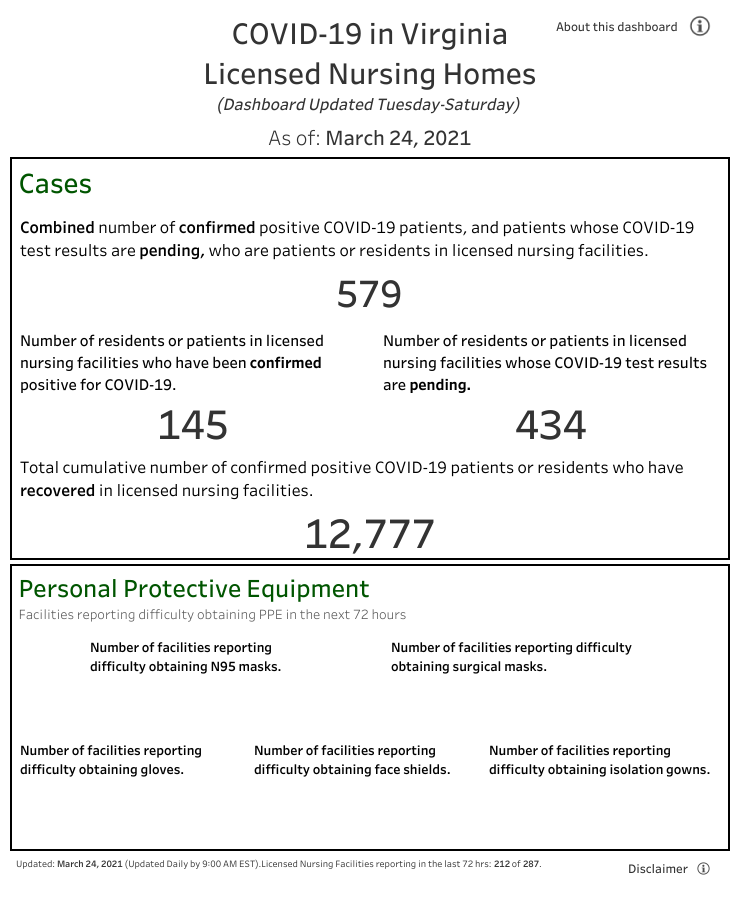 COVID-19 in Virginia
Licensed Nursing Homes
About this dashboard
(Dashboard Updated Tuesday-Saturday)
As of: March 24, 2021
Cases
Combined number of confirmed positive COVID-19 patients, and patients whose COVID-19
test results are pending, who are patients or residents in licensed nursing facilities.
579
Number of residents or patients in licensed
nursing facilities who have been confirmed
positive for COVID-19.
145
Number of residents or patients in licensed
nursing facilities whose COVID-19 test results
are pending.
434
Total cumulative number of confirmed positive COVID-19 patients or residents who have
recovered in licensed nursing facilities.
12,777
Personal Protective Equipment
Facilities reporting difficulty obtaining PPE in the next 72 hours
Number of facilities reporting
difficulty obtaining N95 masks.
Number of facilities reporting difficulty
obtaining surgical masks.
Number of facilities reporting
difficulty obtaining gloves.
Number of facilities reporting
difficulty obtaining face shields.
Number of facilities reporting
difficulty obtaining isolation gowns.
Updated: March 24, 2021 (Updated Daily by 9:00 AM EST).Licensed Nursing Facilities reporting in the last 72 hrs: 212 of 287.
Disclaimer